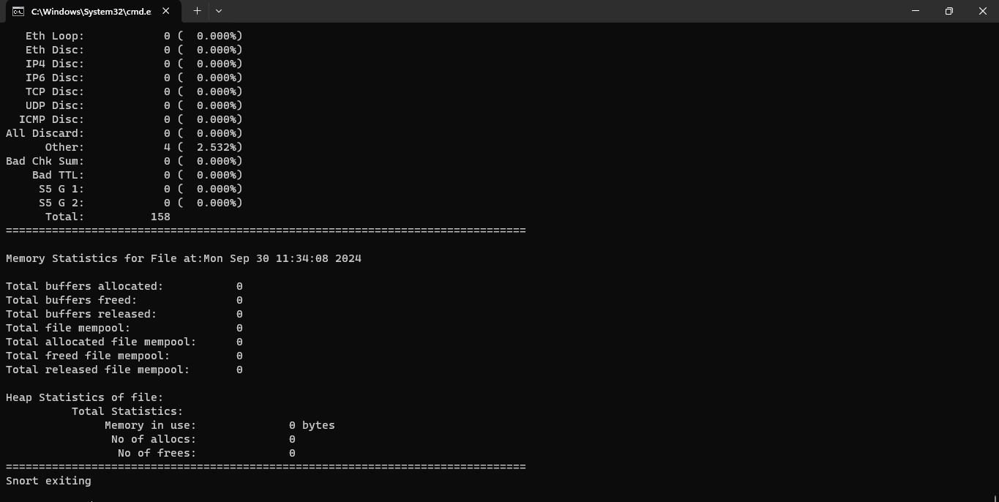 C:\Windows\System32\cmd.e
Eth Loop: 0 ( 0.000%)
Eth Disc: 0 ( 0.000%)
IP4 Disc: 0 ( 0.000%)
IP6 Disc: 0 ( 0.000%)
TCP Disc: 0 ( 0.000%)
UDP Disc: 0 ( 0.000%)
ICMP Disc: 0 ( 0.000%)
All Discard: 0 ( 0.000%)
Other: 4 ( 2.532%)
Bad Chk Sum: 0 ( 0.000%)
Bad TTL: 0 ( 0.000%)
S5 G 1: 0 ( 0.000%)
S5 G 2: 0 ( 0.000%)
Total: 158
===============================================================================
Memory Statistics for File at:Mon Sep 30 11:34:08 2024
Total buffers allocated: 0
Total buffers freed: 0
Total buffers released: 0
Total file mempool: 0
Total allocated file mempool: 0
Total freed file mempool: 0
Total released file mempool: 0
Heap Statistics of file:
Total Statistics:
Memory in use: 0 bytes
No of allocs: 0
No of frees: 0
===============================================================================
Snort exiting